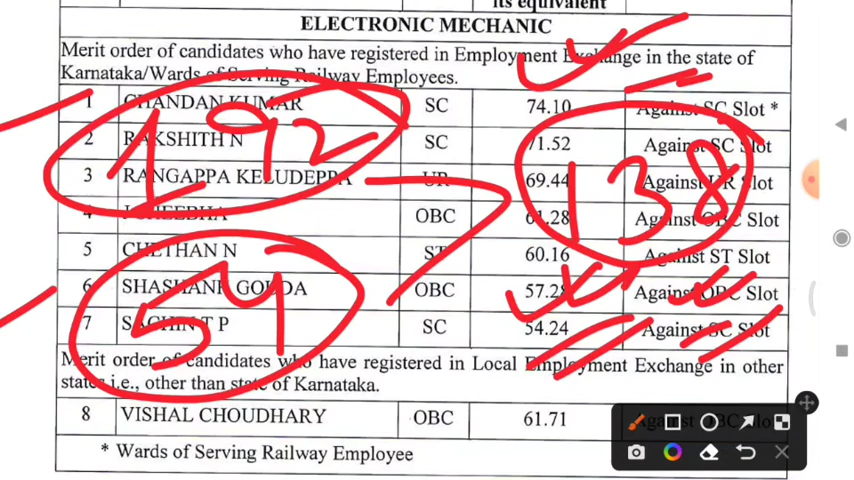 its equivalent
ELECTRONIC MECHANIC
Merit order of candidates who have registered in Employment Exchange in the state of
Karnataka/Wards of Serving Railway Employees.
1 CHANDAN KUMAR SC 74.10 Against SC Slot *
2 RAKSHITH N SC 71.52 Against SC Slot
3 RANGAPPA KELUDEPPA UR 69.44 Against UR Slot
4 OBC 61.28 Against OBC Slot
5 CHETHAN N ST 60.16 Against ST Slot
6 SHASHANK GOUDA OBC 57.28 Against OBC Slot
7 SACHIN T P SC 54.24 Against SC Slot
Merit order of candidates who have registered in Local Employment Exchange in other
states i.e., other than state of Karnataka.
8 VISHAL CHOUDHARY OBC 61.71 Against OBC Slot
* Wards of Serving Railway Employee
192
138
54